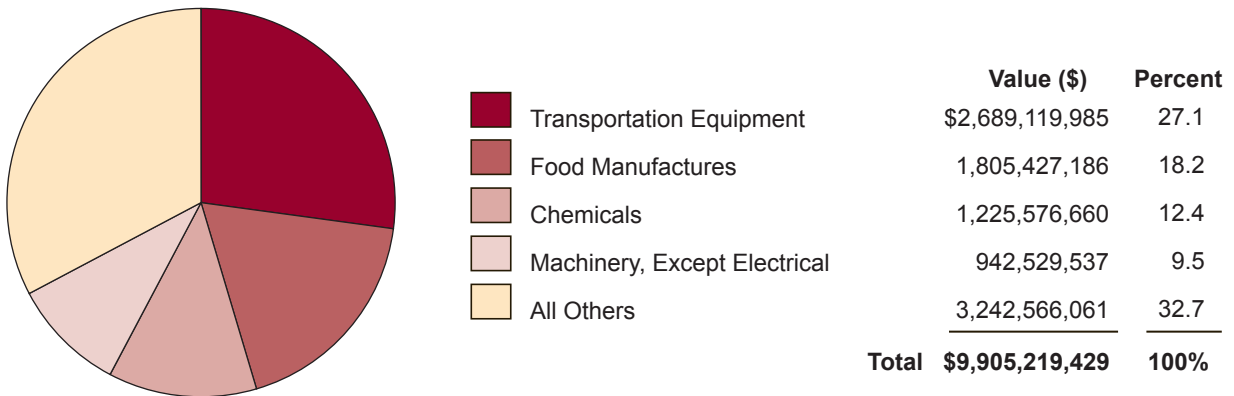 Value ($) Percent
Transportation Equipment $2,689,119,985 27.1
Food Manufactures 1,805,427,186 18.2
Chemicals 1,225,576,660 12.4
Machinery, Except Electrical 942,529,537 9.5
All Others 3,242,566,061 32.7
Total $9,905,219,429 100%